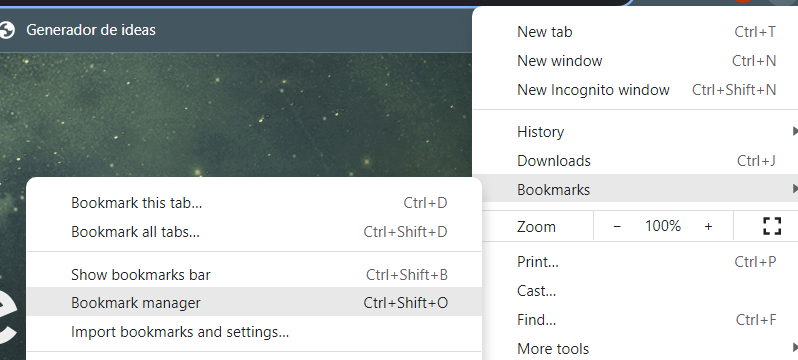 Generador de ideas
New tab Ctrl+T
New window Ctrl+N
New Incognito window Ctrl+Shift+N
History
Downloads Ctrl+J
Bookmarks
Zoom − 100% +
Print... Ctrl+P
Cast...
Find... Ctrl+F
More tools
Bookmark this tab... Ctrl+D
Bookmark all tabs... Ctrl+Shift+D
Show bookmarks bar Ctrl+Shift+B
Bookmark manager Ctrl+Shift+O
Import bookmarks and settings...
e